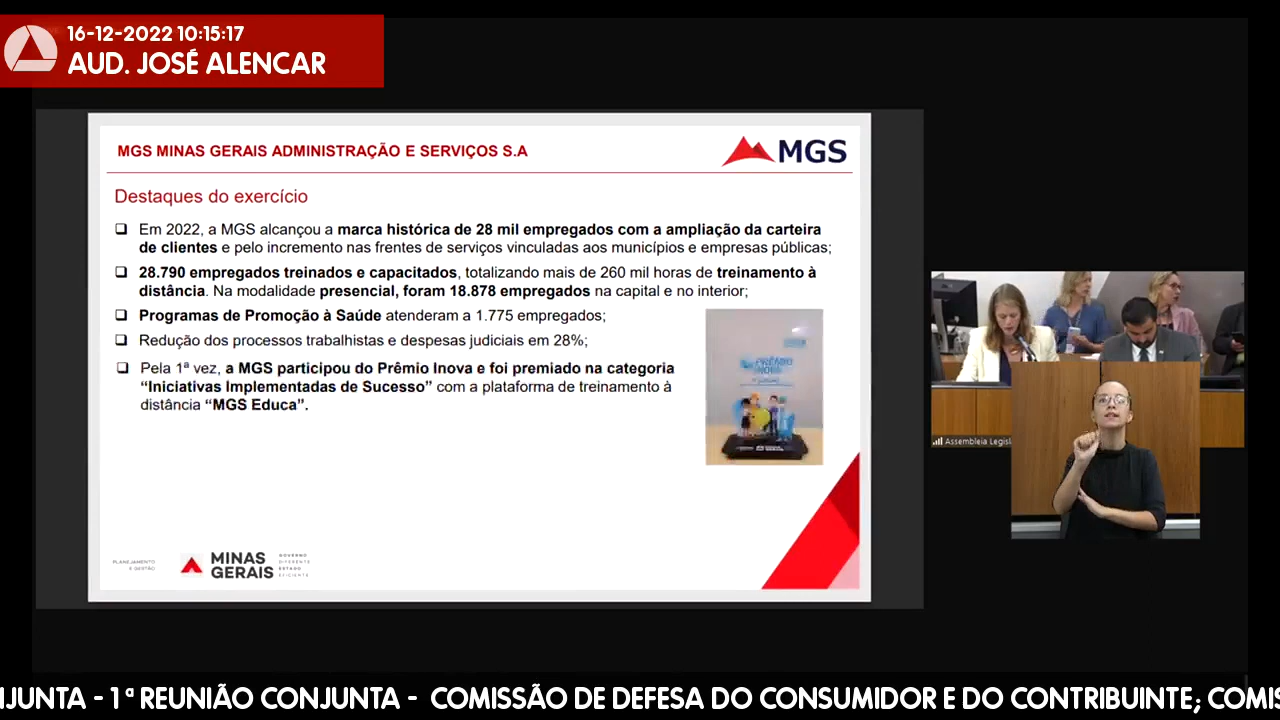 16-12-2022 10:15:17
AUD. JOSÉ ALENCAR
MGS MINAS GERAIS ADMINISTRAÇÃO E SERVIÇOS S.A
MGS
Destaques do exercício
Em 2022, a MGS alcançou a marca histórica de 28 mil empregados com a ampliação da carteira
de clientes e pelo incremento nas frentes de serviços vinculadas aos municípios e empresas públicas;
28.790 empregados treinados e capacitados, totalizando mais de 260 mil horas de treinamento à
distância. Na modalidade presencial, foram 18.878 empregados na capital e no interior;
Programas de Promoção à Saúde atenderam a 1.775 empregados;
Redução dos processos trabalhistas e despesas judiciais em 28%;
Pela 1ª vez, a MGS participou do Prêmio Inova e foi premiado na categoria
“Iniciativas Implementadas de Sucesso” com a plataforma de treinamento à
distância “MGS Educa”.
PRÊMIO
INOVA
PLANEJAMENTO
E GESTÃO
MINAS
GERAIS
GOVERNO
DIFERENTE
ESTADO
EFICIENTE
Assembleia Legisl
NJUNTA - 1ª REUNIÃO CONJUNTA - COMISSÃO DE DEFESA DO CONSUMIDOR E DO CONTRIBUINTE; COMIS